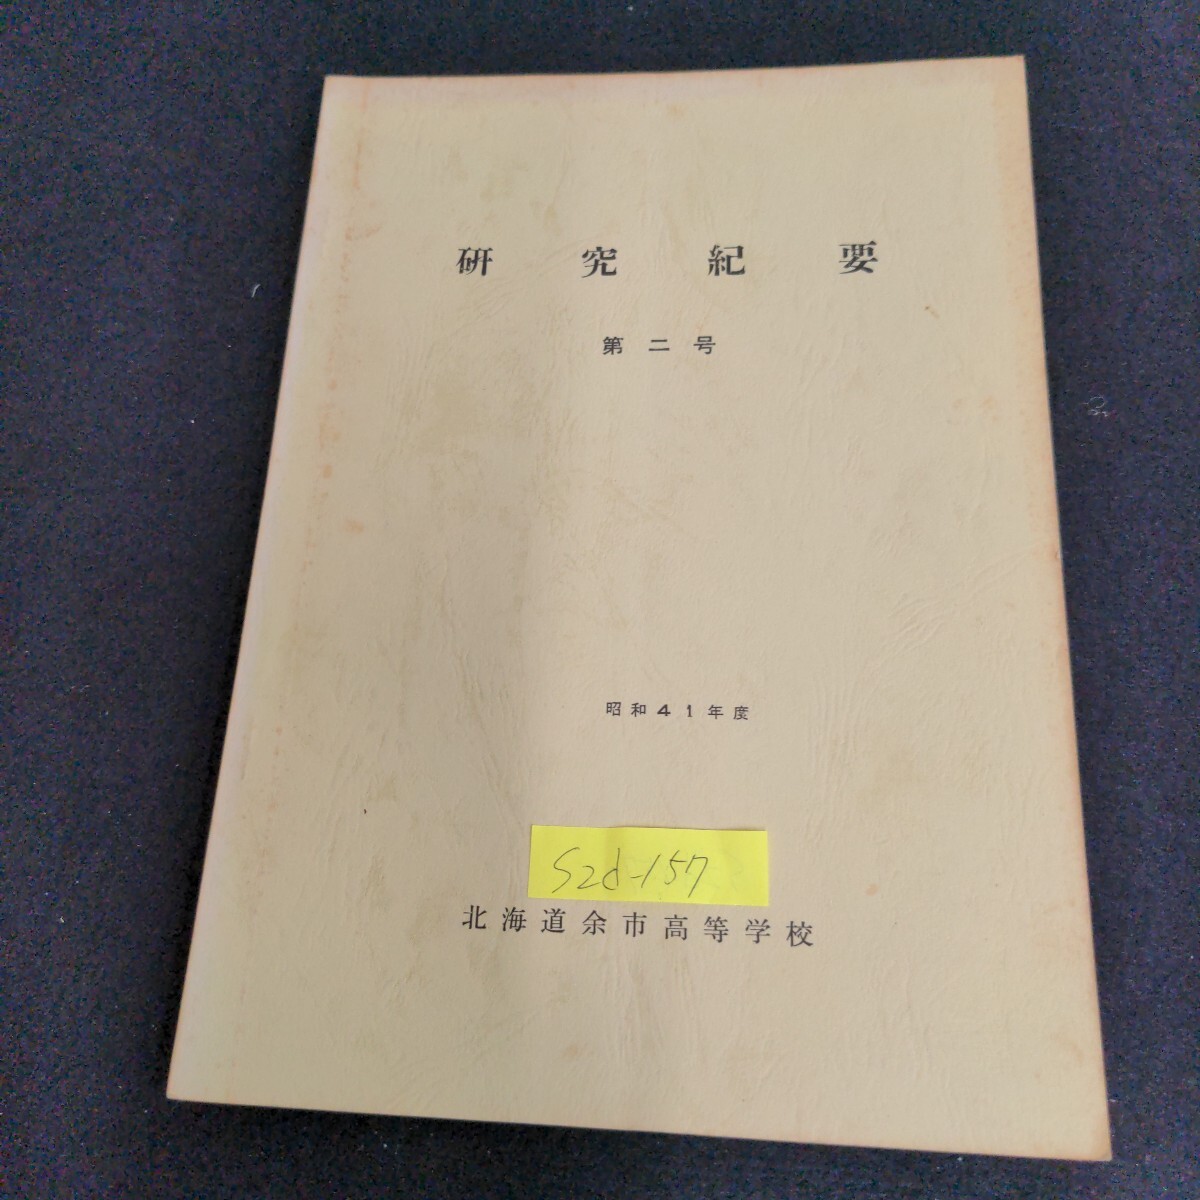 研究紀要
第二号
昭和41年度
S2d-157
北海道余市高等学校